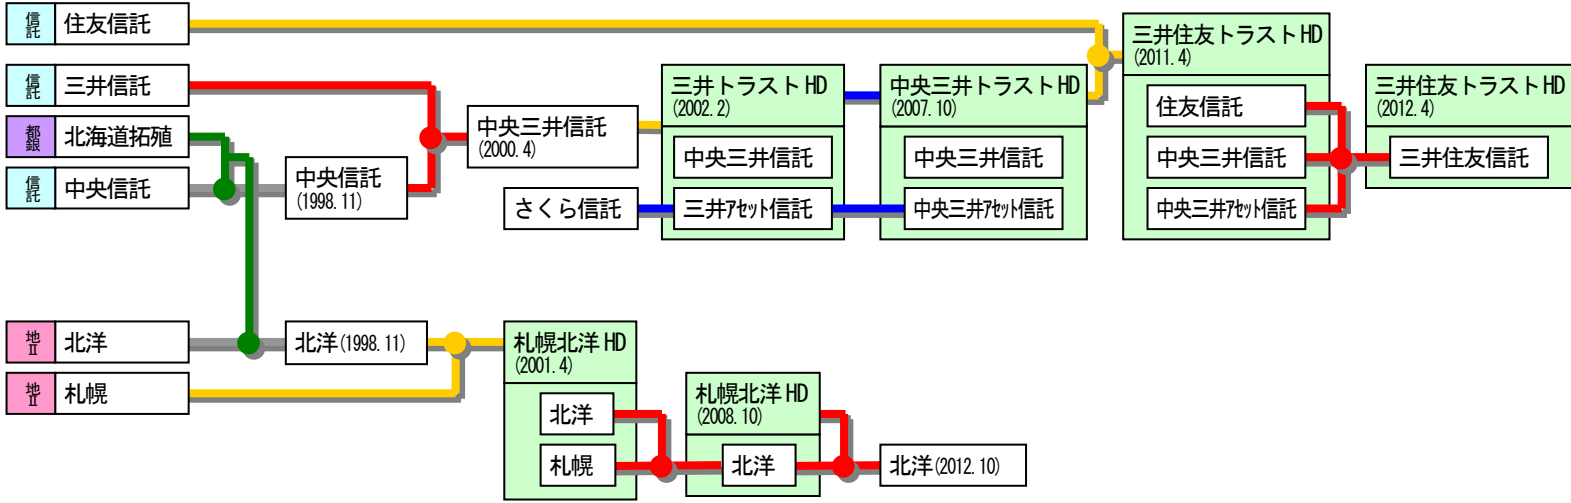 信託 住友信託
信託 三井信託
都銀 北海道拓殖
信託 中央信託
中央信託
(1998.11)
中央三井信託
(2000.4)
さくら信託
三井トラストHD
(2002.2)
中央三井信託
三井ｱｾｯﾄ信託
中央三井トラストHD
(2007.10)
中央三井信託
中央三井ｱｾｯﾄ信託
三井住友トラストHD
(2011.4)
住友信託
中央三井信託
中央三井ｱｾｯﾄ信託
三井住友トラストHD
(2012.4)
三井住友信託
地Ⅱ 北洋
地Ⅱ 札幌
北洋(1998.11)
札幌北洋HD
(2001.4)
北洋
札幌
札幌北洋HD
(2008.10)
北洋
北洋(2012.10)